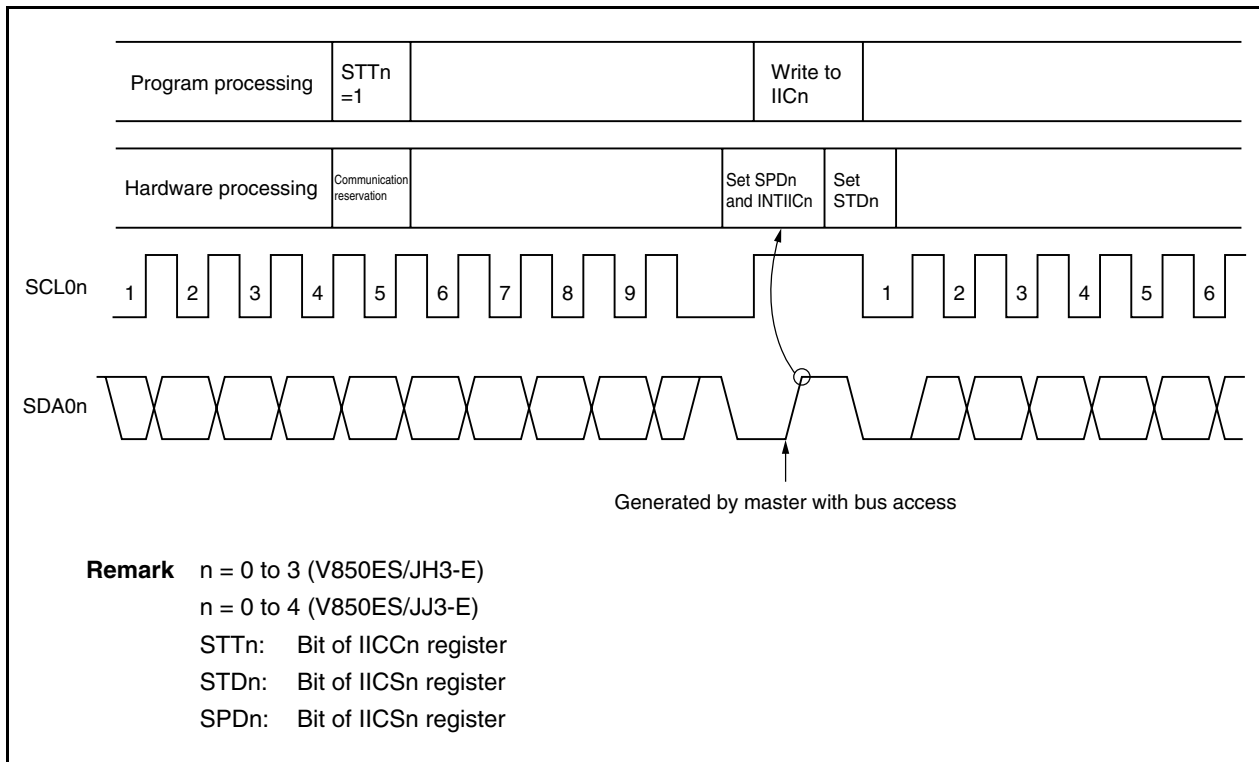 Program processing
STTn
=1
Write to
IICn
Hardware processing
Communication
reservation
Set SPDn
and INTIICn
Set
STDn
SCL0n
1 2 3 4 5 6 7 8 9 1 2 3 4 5 6
SDA0n
Generated by master with bus access
Remark n = 0 to 3 (V850ES/JH3-E)
n = 0 to 4 (V850ES/JJ3-E)
STTn: Bit of IICCn register
STDn: Bit of IICSn register
SPDn: Bit of IICSn register